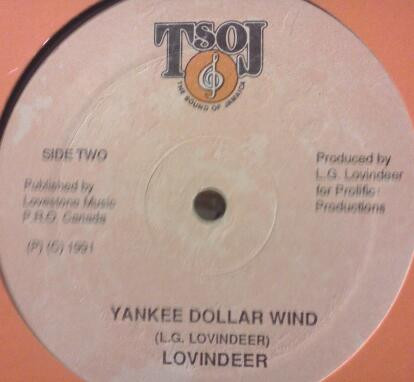 TSOJ
THE SOUND OF JAMAICA
SIDE TWO
Published by
Lovestone Music
P.R.O. Canada
(P) (C) 1991
Produced by
L.G. Lovindeer
for Prolific
Productions
YANKEE DOLLAR WIND
(L.G. LOVINDEER)
LOVINDEER